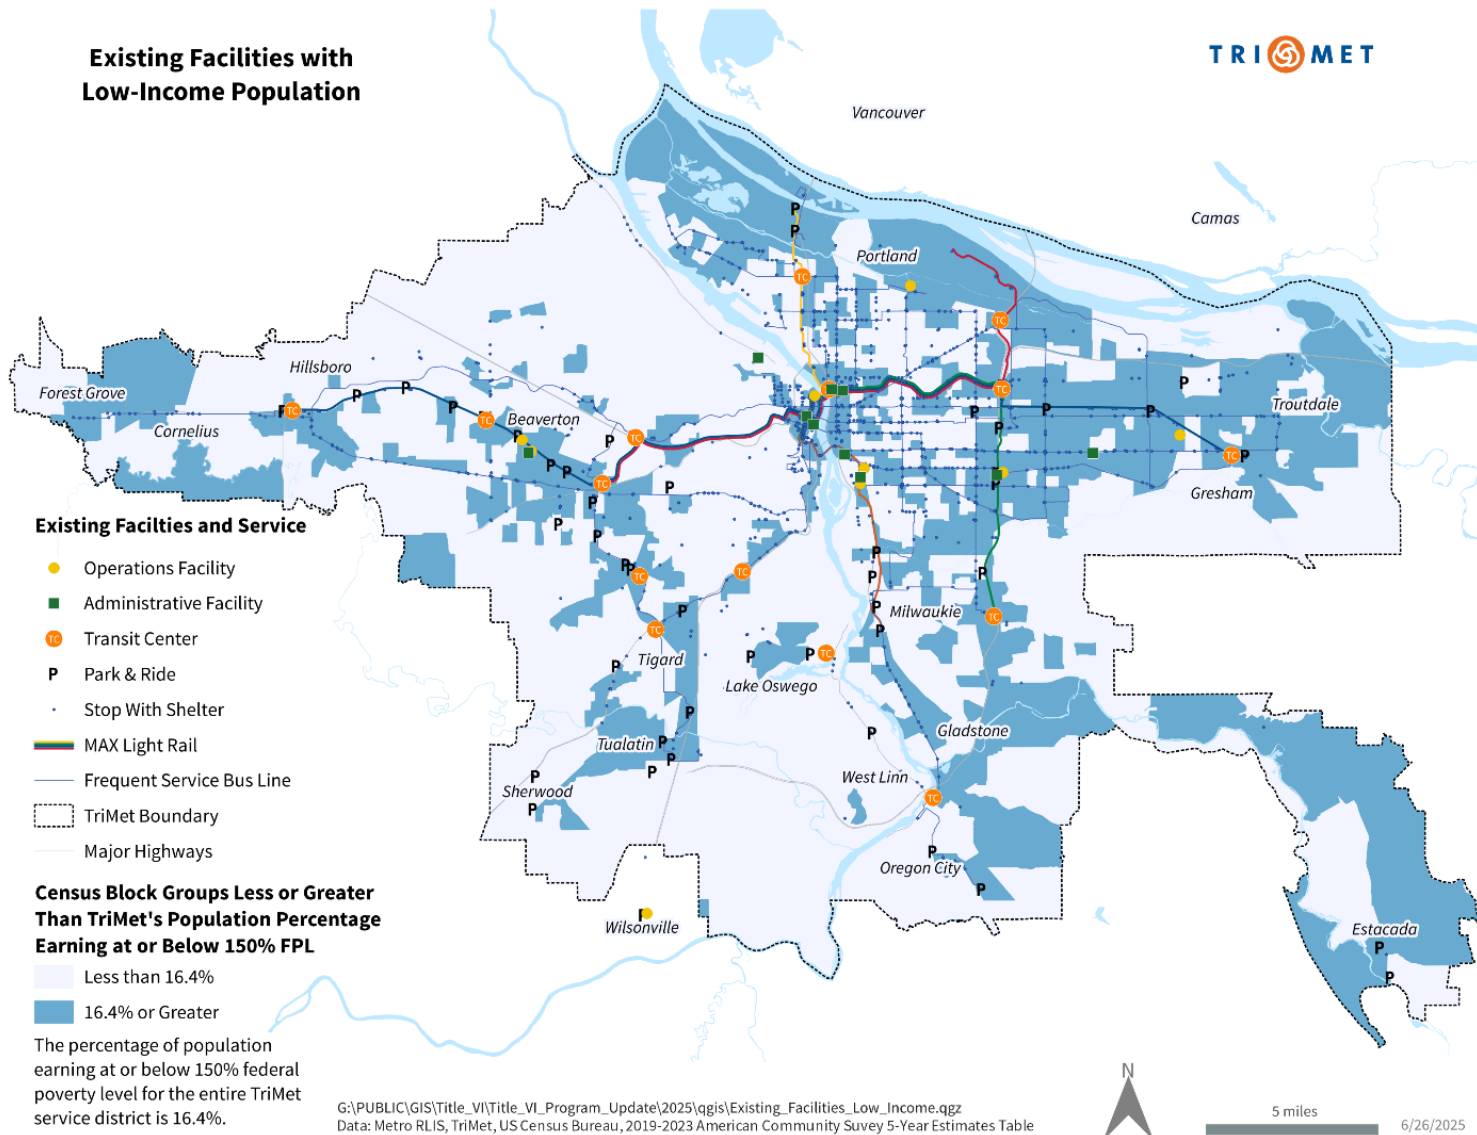 Existing Facilities with
Low-Income Population
TRIMET
Vancouver
Camas
Portland
Hillsboro
Forest Grove
Cornelius
Beaverton
Troutdale
Gresham
Milwaukie
Tigard
Lake Oswego
Gladstone
Tualatin
West Linn
Sherwood
Oregon City
Wilsonville
Estacada
Existing Facilties and Service
Operations Facility
Administrative Facility
TC Transit Center
P Park & Ride
Stop With Shelter
MAX Light Rail
Frequent Service Bus Line
TriMet Boundary
Major Highways
Census Block Groups Less or Greater
Than TriMet's Population Percentage
Earning at or Below 150% FPL
Less than 16.4%
16.4% or Greater
The percentage of population
earning at or below 150% federal
poverty level for the entire TriMet
service district is 16.4%.
G:\PUBLIC\GIS\Title_VI\Title_VI_Program_Update\2025\qgis\Existing_Facilities_Low_Income.qgz
Data: Metro RLIS, TriMet, US Census Bureau, 2019-2023 American Community Suvey 5-Year Estimates Table
N
5 miles
6/26/2025